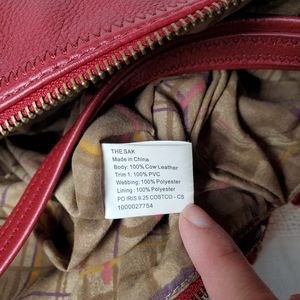 THE SAK
Made in China
Body: 100% Cow Leather
Trim 1: 100% PVC
Webbing: 100% Polyester
Lining : 100% Polyester
PO IRIS 9.25 COSTCO - CS
1000027754